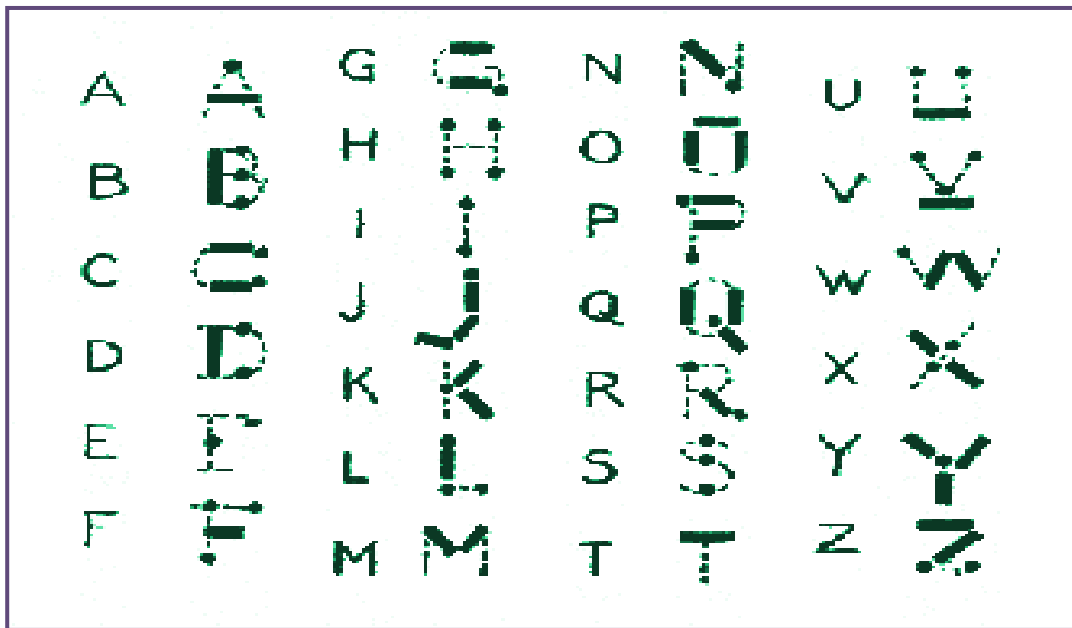 A A
B B
C C
D D
E E
F F
G G
H H
I I
J J
K K
L L
M M
N N
O O
P P
Q Q
R R
S S
T T
U U
V V
W W
X X
Y Y
Z Z